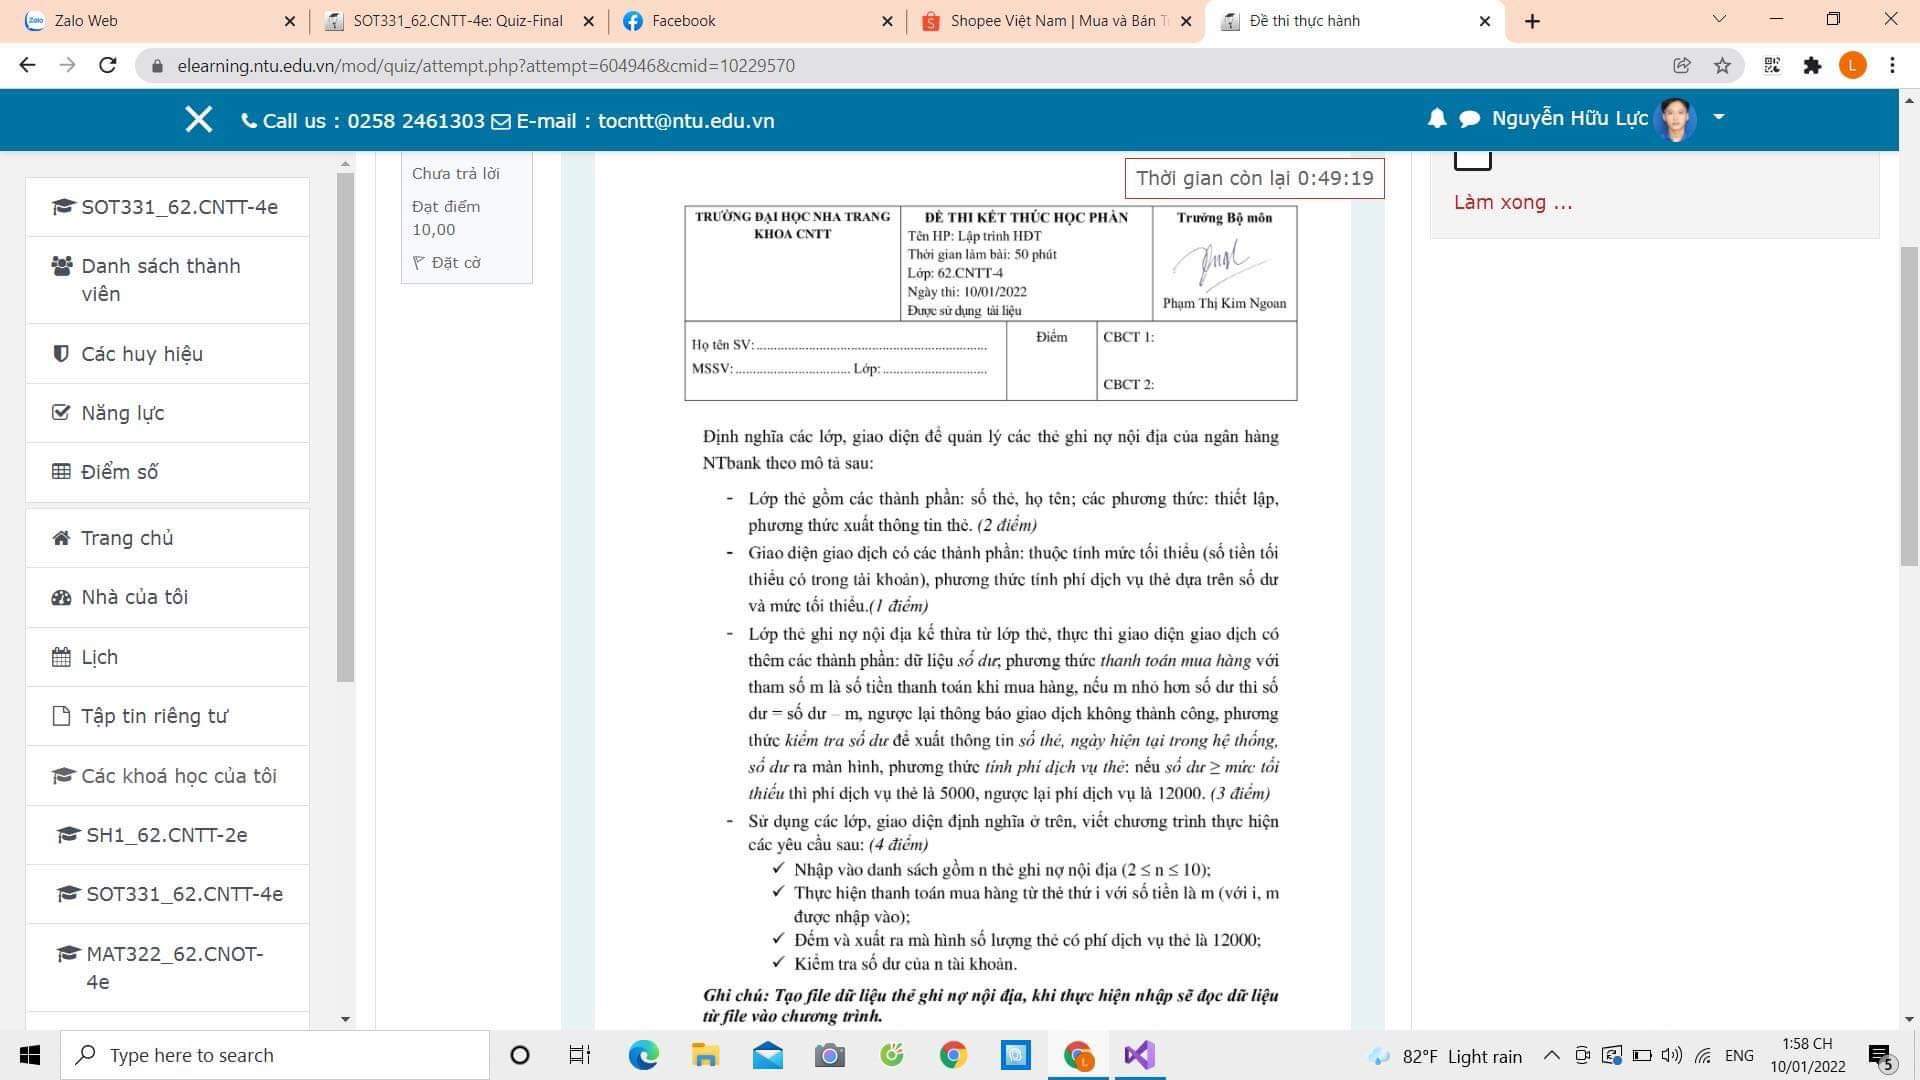 Zalo Web
SOT331_62.CNTT-4e: Quiz-Final
Facebook
Shopee Việt Nam | Mua và Bán T
Đề thi thực hành
elearning.ntu.edu.vn/mod/quiz/attempt.php?attempt=604946&cmid=10229570
L
Call us : 0258 2461303 E-mail : tocntt@ntu.edu.vn
Nguyễn Hữu Lực
SOT331_62.CNTT-4e
Danh sách thành
viên
Các huy hiệu
Năng lực
Điểm số
Trang chủ
Nhà của tôi
Lịch
Tập tin riêng tư
Các khoá học của tôi
SH1_62.CNTT-2e
SOT331_62.CNTT-4e
MAT322_62.CNOT-
4e
Chưa trả lời
Đạt điểm
10,00
Đặt cờ
Thời gian còn lại 0:49:19
Làm xong ...
TRƯỜNG ĐẠI HỌC NHA TRANG
KHOA CNTT
ĐỀ THI KẾT THÚC HỌC PHẦN
Tên HP: Lập trình HĐT
Thời gian làm bài: 50 phút
Lớp: 62.CNTT-4
Ngày thi: 10/01/2022
Được sử dụng tài liệu
Trưởng Bộ môn
Phạm Thị Kim Ngoan
Họ tên SV:..................................................................
MSSV:................................. Lớp:..............................
Điểm
CBCT 1:
CBCT 2:
Định nghĩa các lớp, giao diện để quản lý các thẻ ghi nợ nội địa của ngân hàng
NTbank theo mô tả sau:
- Lớp thẻ gồm các thành phần: số thẻ, họ tên; các phương thức: thiết lập,
phương thức xuất thông tin thẻ. (2 điểm)
- Giao diện giao dịch có các thành phần: thuộc tính mức tối thiểu (số tiền tối
thiểu có trong tài khoản), phương thức tính phí dịch vụ thẻ dựa trên số dư
và mức tối thiểu.(1 điểm)
- Lớp thẻ ghi nợ nội địa kế thừa từ lớp thẻ, thực thi giao diện giao dịch có
thêm các thành phần: dữ liệu số dư; phương thức thanh toán mua hàng với
tham số m là số tiền thanh toán khi mua hàng, nếu m nhỏ hơn số dư thì số
dư = số dư – m, ngược lại thông báo giao dịch không thành công, phương
thức kiểm tra số dư để xuất thông tin số thẻ, ngày hiện tại trong hệ thống,
số dư ra màn hình, phương thức tính phí dịch vụ thẻ: nếu số dư ≥ mức tối
thiểu thì phí dịch vụ thẻ là 5000, ngược lại phí dịch vụ là 12000. (3 điểm)
- Sử dụng các lớp, giao diện định nghĩa ở trên, viết chương trình thực hiện
các yêu cầu sau: (4 điểm)
✓ Nhập vào danh sách gồm n thẻ ghi nợ nội địa (2 ≤ n ≤ 10);
✓ Thực hiện thanh toán mua hàng từ thẻ thứ i với số tiền là m (với i, m
được nhập vào);
✓ Đếm và xuất ra mà hình số lượng thẻ có phí dịch vụ thẻ là 12000;
✓ Kiểm tra số dư của n tài khoản.
Ghi chú: Tạo file dữ liệu thẻ ghi nợ nội địa, khi thực hiện nhập sẽ đọc dữ liệu
từ file vào chương trình.
Type here to search
82°F Light rain
ENG
1:58 CH
10/01/2022
5